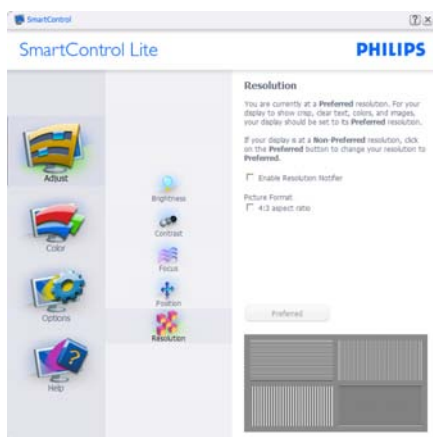 SmartControl
SmartControl Lite
PHILIPS
Adjust
Color
Options
Help
Brightness
Contrast
Focus
Position
Resolution
Resolution
You are currently at a Preferred resolution. For your
display to show crisp, clear text, colors, and images,
your display should be set to its Preferred resolution.
If your display is at a Non-Preferred resolution, click
on the Preferred button to change your resolution to
Preferred.
Enable Resolution Notifier
Picture Format
4:3 aspect ratio
Preferred